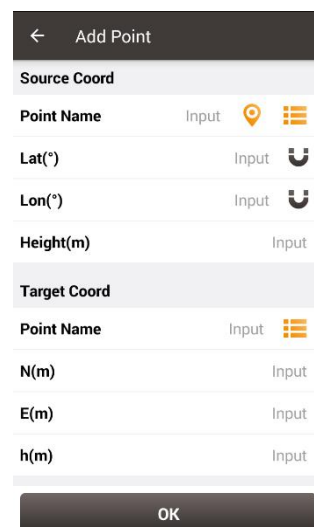 Add Point
Source Coord
Point Name Input
Lat(°) Input
Lon(°) Input
Height(m) Input
Target Coord
Point Name Input
N(m) Input
E(m) Input
h(m) Input
OK